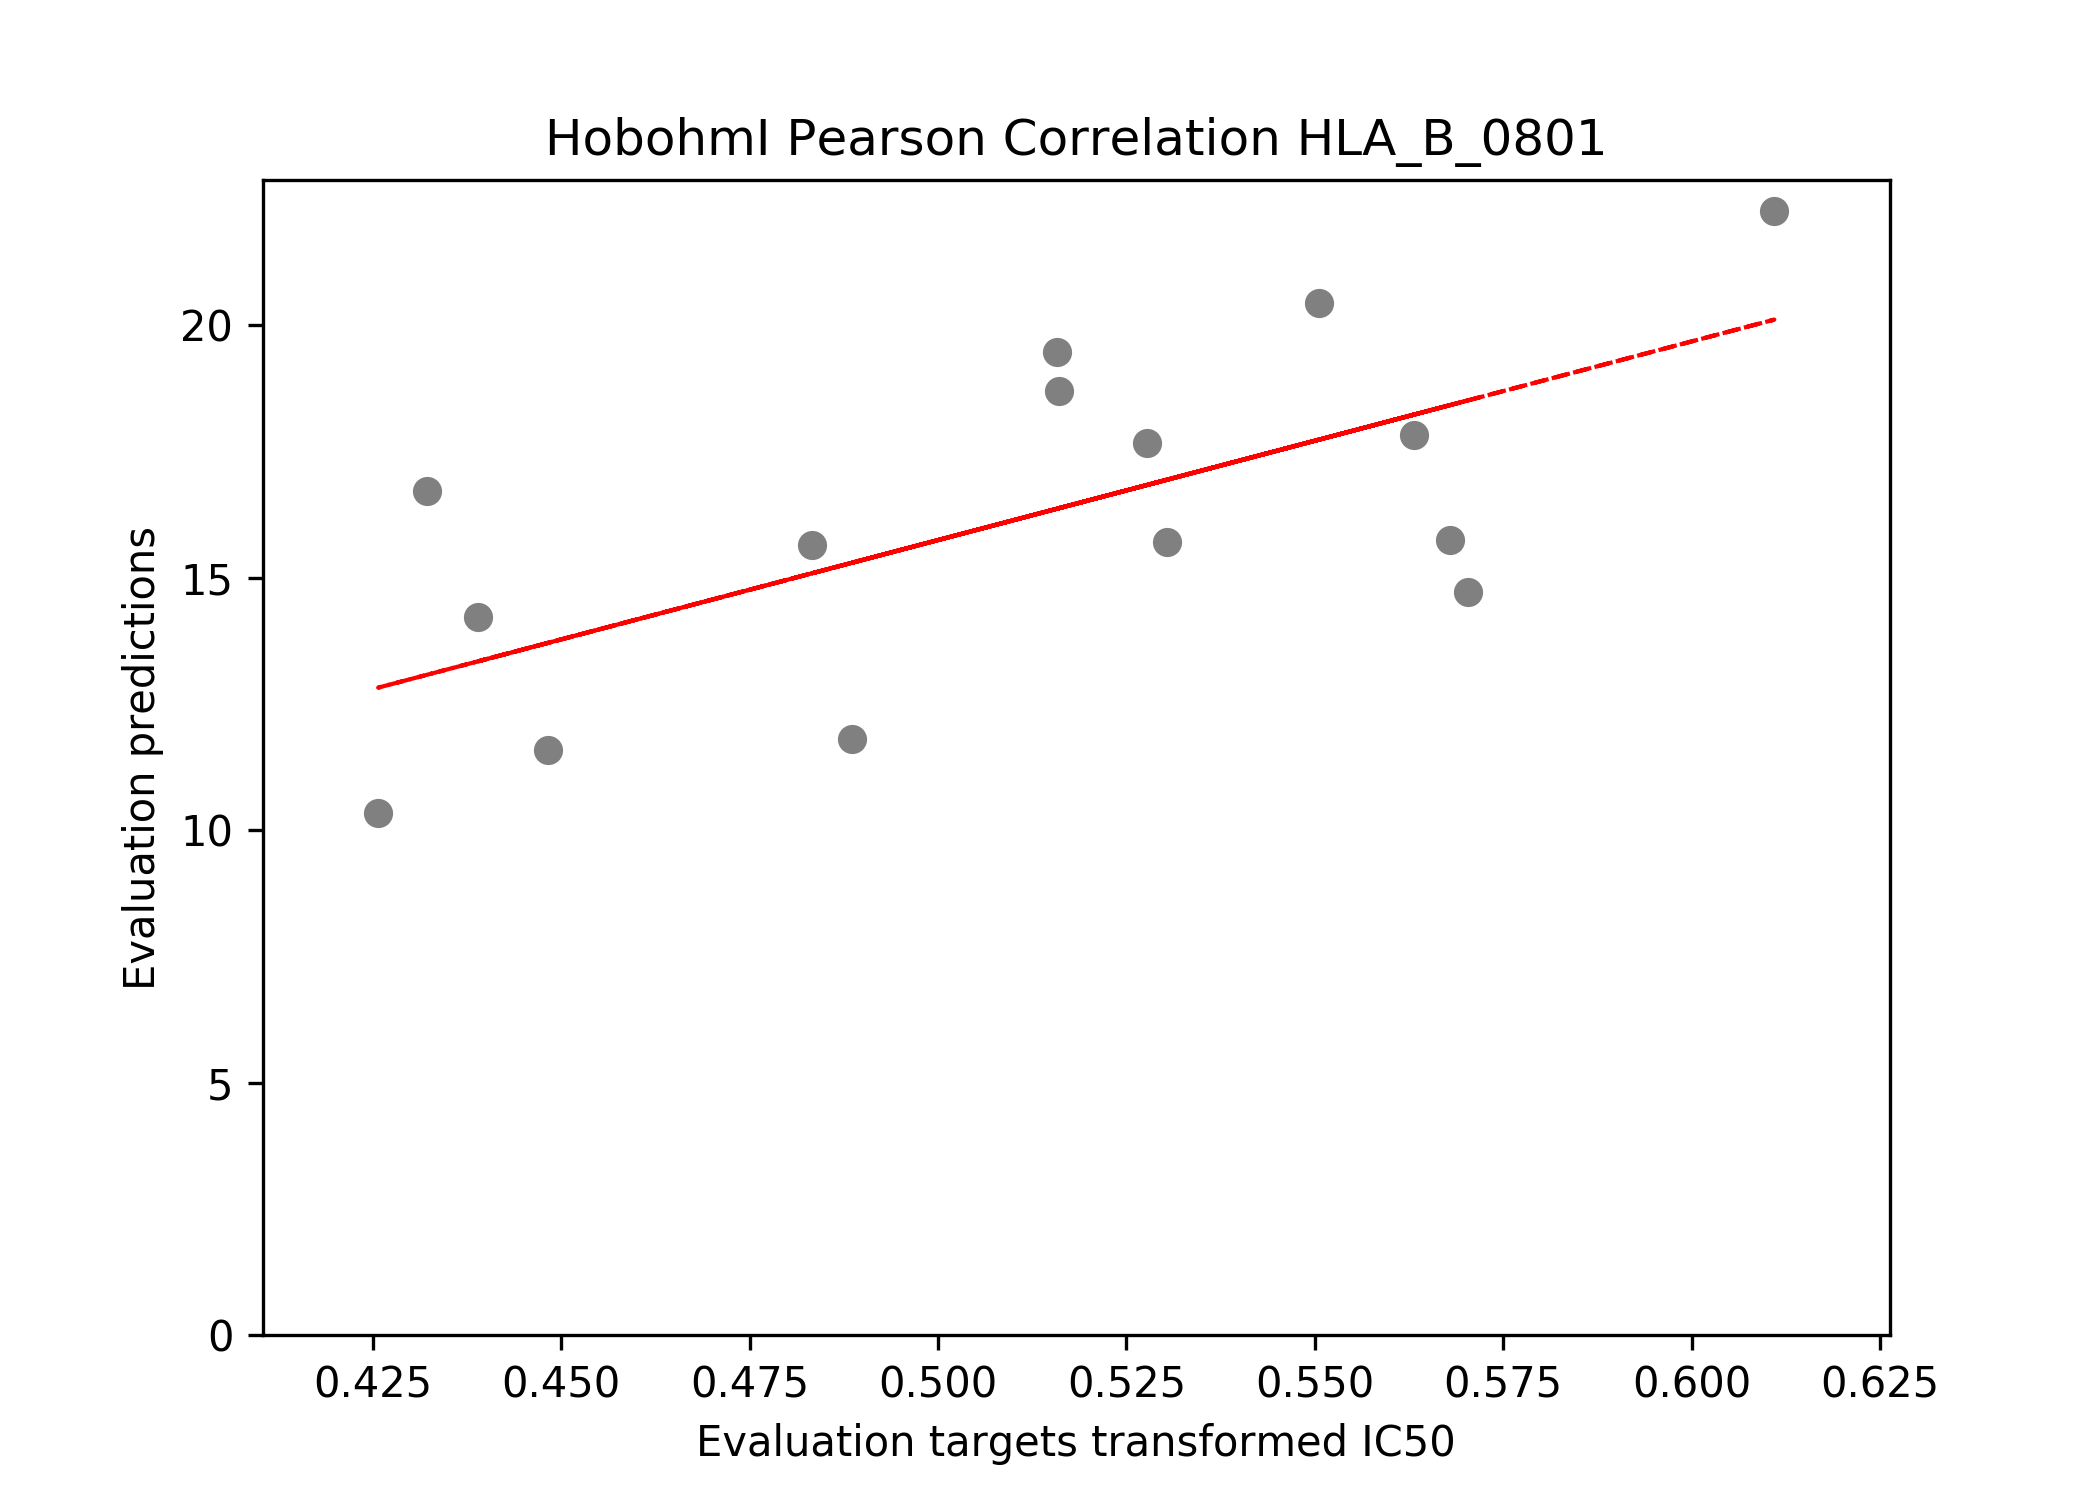 HobohmI Pearson Correlation HLA_B_0801
Evaluation predictions
20
15
10
5
0
0.425 0.450 0.475 0.500 0.525 0.550 0.575 0.600 0.625
Evaluation targets transformed IC50